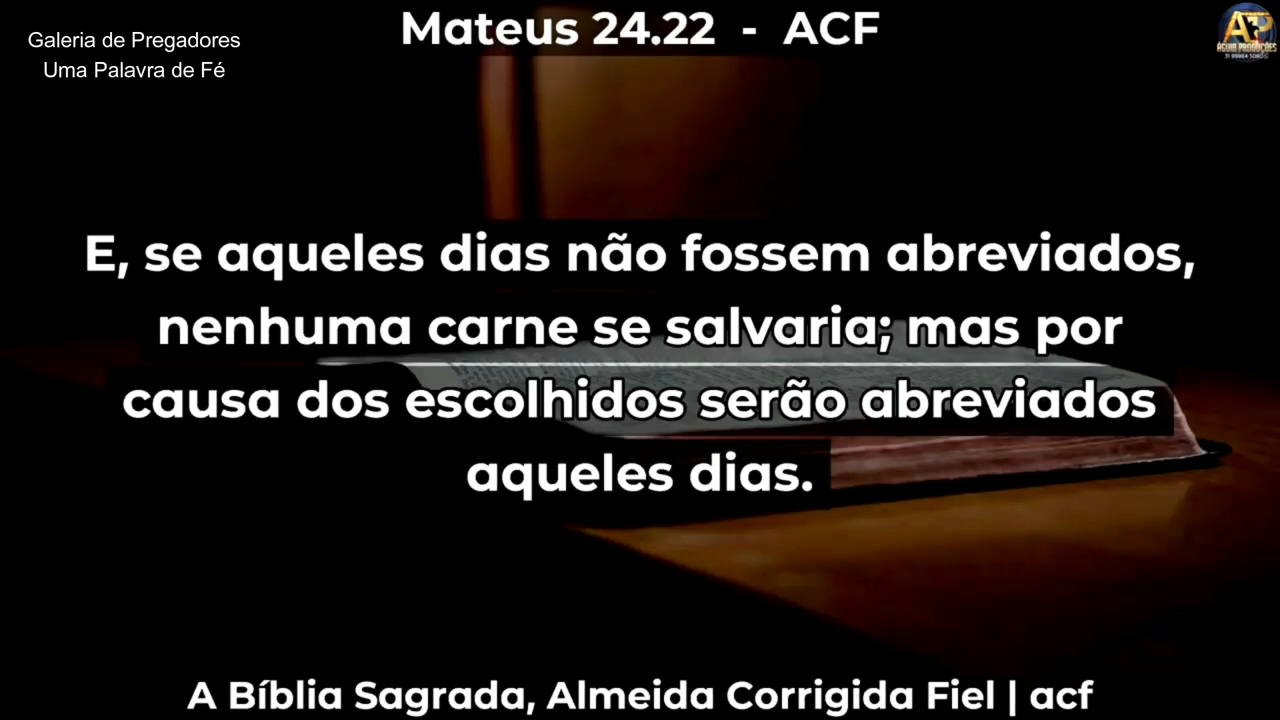 Mateus 24.22 - ACF
Galeria de Pregadores
Uma Palavra de Fé
E, se aqueles dias não fossem abreviados,
nenhuma carne se salvaria; mas por
causa dos escolhidos serão abreviados
aqueles dias.
A Bíblia Sagrada, Almeida Corrigida Fiel | acf